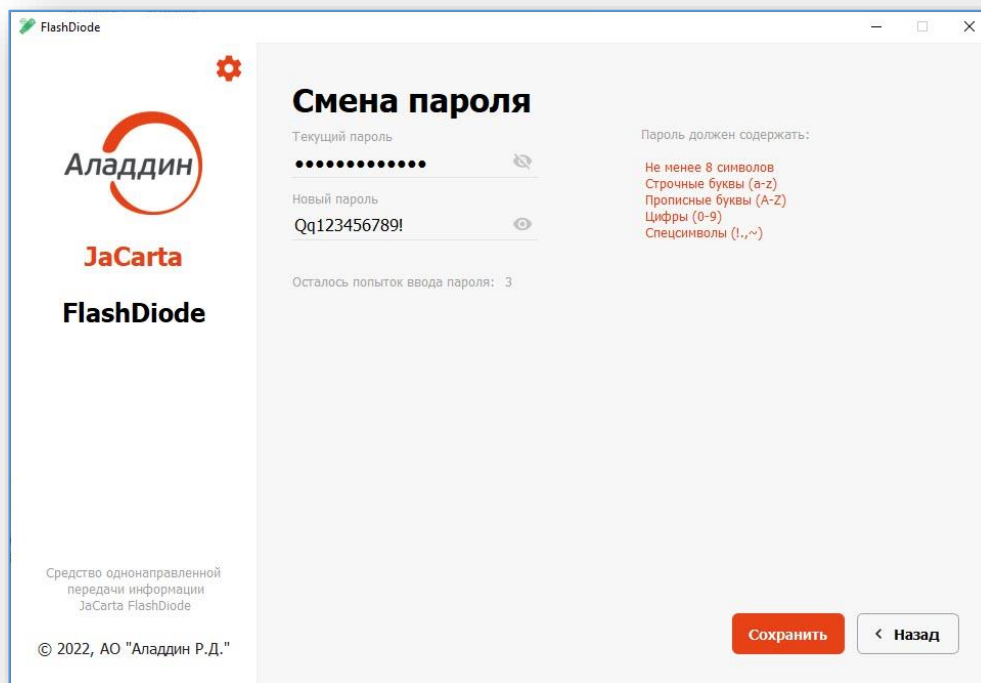 FlashDiode
Аладдин
JaCarta
FlashDiode
Средство однонаправленной
передачи информации
JaCarta FlashDiode
© 2022, АО "Аладдин Р.Д."
Смена пароля
Текущий пароль
•••••••••••••
Новый пароль
Qq123456789!
Осталось попыток ввода пароля: 3
Пароль должен содержать:
Не менее 8 символов
Строчные буквы (a-z)
Прописные буквы (A-Z)
Цифры (0-9)
Спецсимволы (!.,~)
Сохранить
< Назад